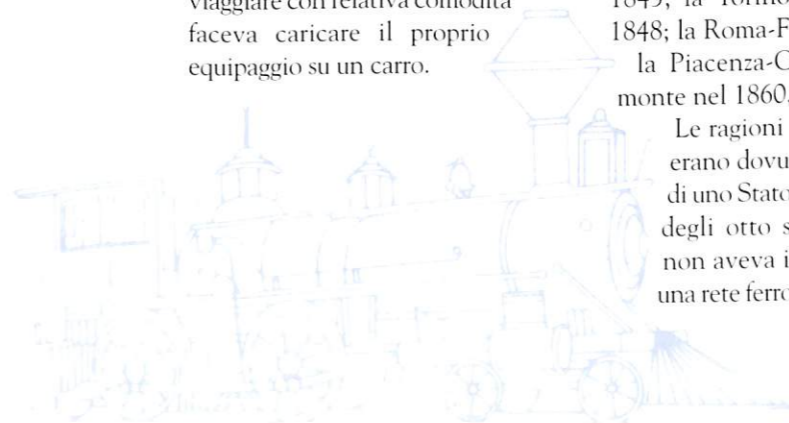 viaggiare con relativa comodità
faceva caricare il proprio
equipaggio su un carro.
1848; la Roma-F
la Piacenza-C
monte nel 1860,
Le ragioni
erano dovu
di uno Stato
degli otto s
non aveva i
una rete ferro